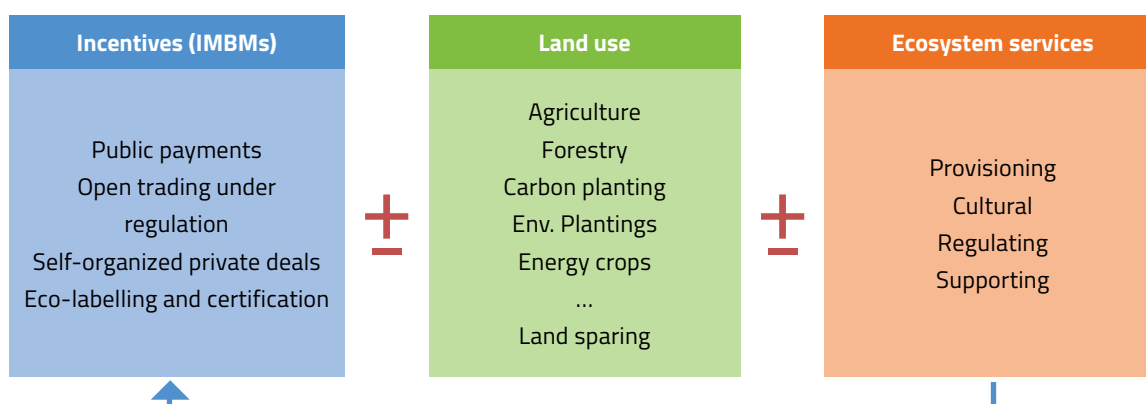 Incentives (IMBMs)
Public payments
Open trading under
regulation
Self-organized private deals
Eco-labelling and certification
±
Land use
Agriculture
Forestry
Carbon planting
Env. Plantings
Energy crops
...
Land sparing
±
Ecosystem services
Provisioning
Cultural
Regulating
Supporting